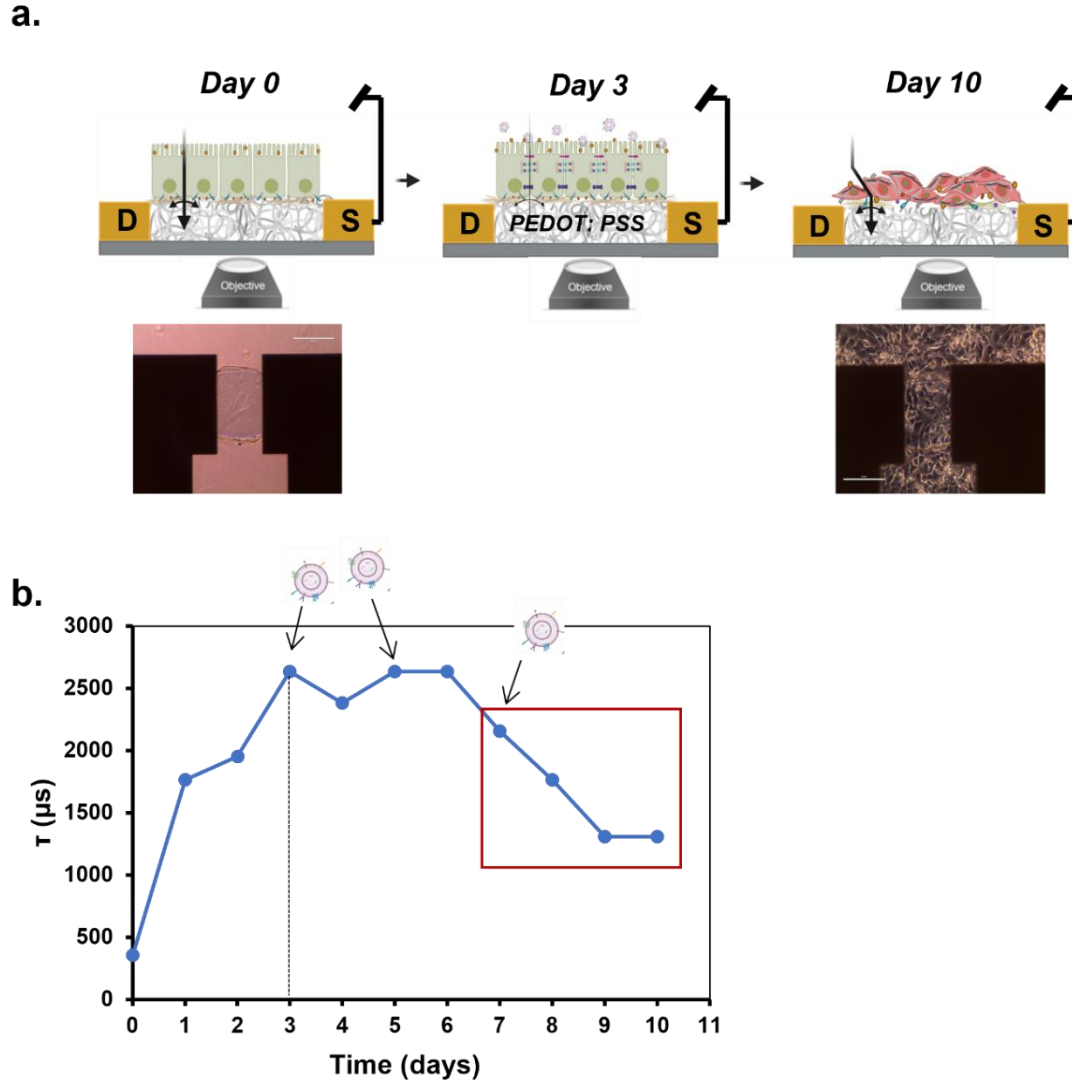 a.
Day 0
Day 3
Day 10
D
S
D
PEDOT: PSS
S
D
S
Objective
Objective
Objective
b.
3000
2500
2000
1500
1000
500
0
τ (μs)
0 1 2 3 4 5 6 7 8 9 10 11
Time (days)